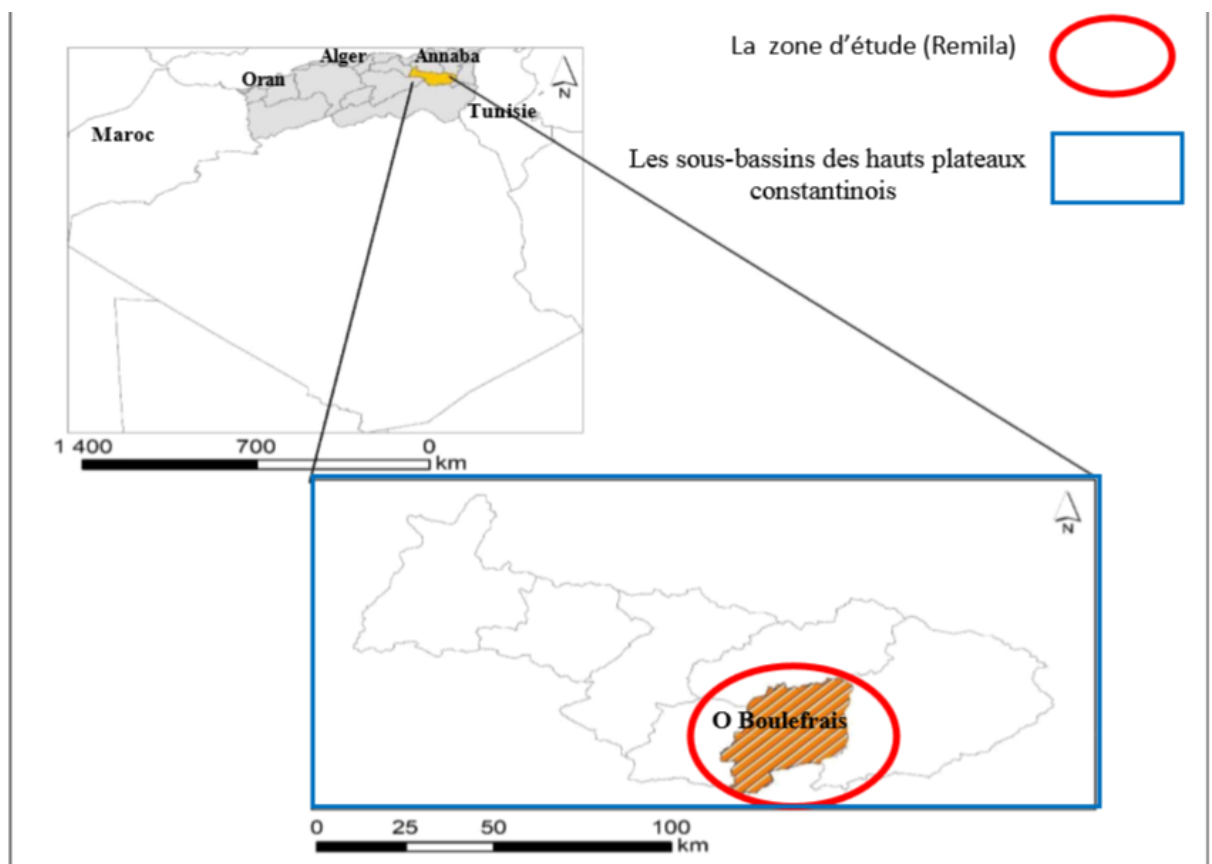 La zone d'étude (Remila)
Les sous-bassins des hauts plateaux
constantinois
Alger
Annaba
Oran
N
Tunisie
Maroc
1 400 700 0
km
N
O Boulefrais
0 25 50 100
km